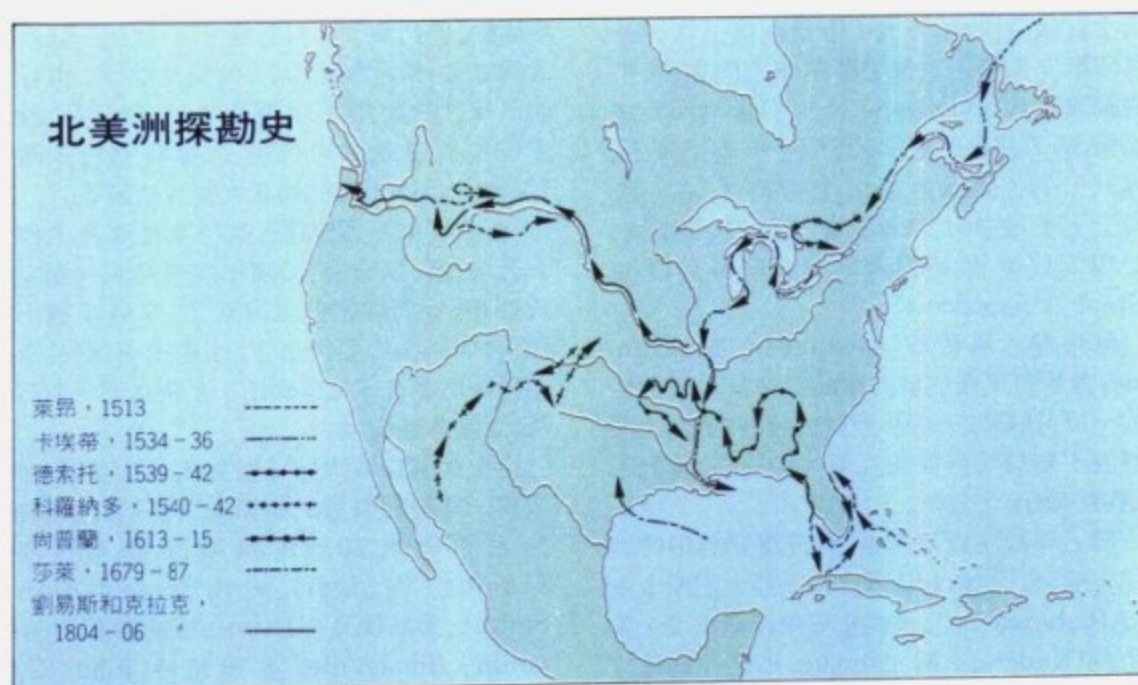 北美洲探勘史
萊昂，1513
卡埃蒂，1534－36
德索托，1539－42
科羅納多，1540－42
尚普蘭，1613－15
莎萊，1679－87
劉易斯和克拉克，
1804－06